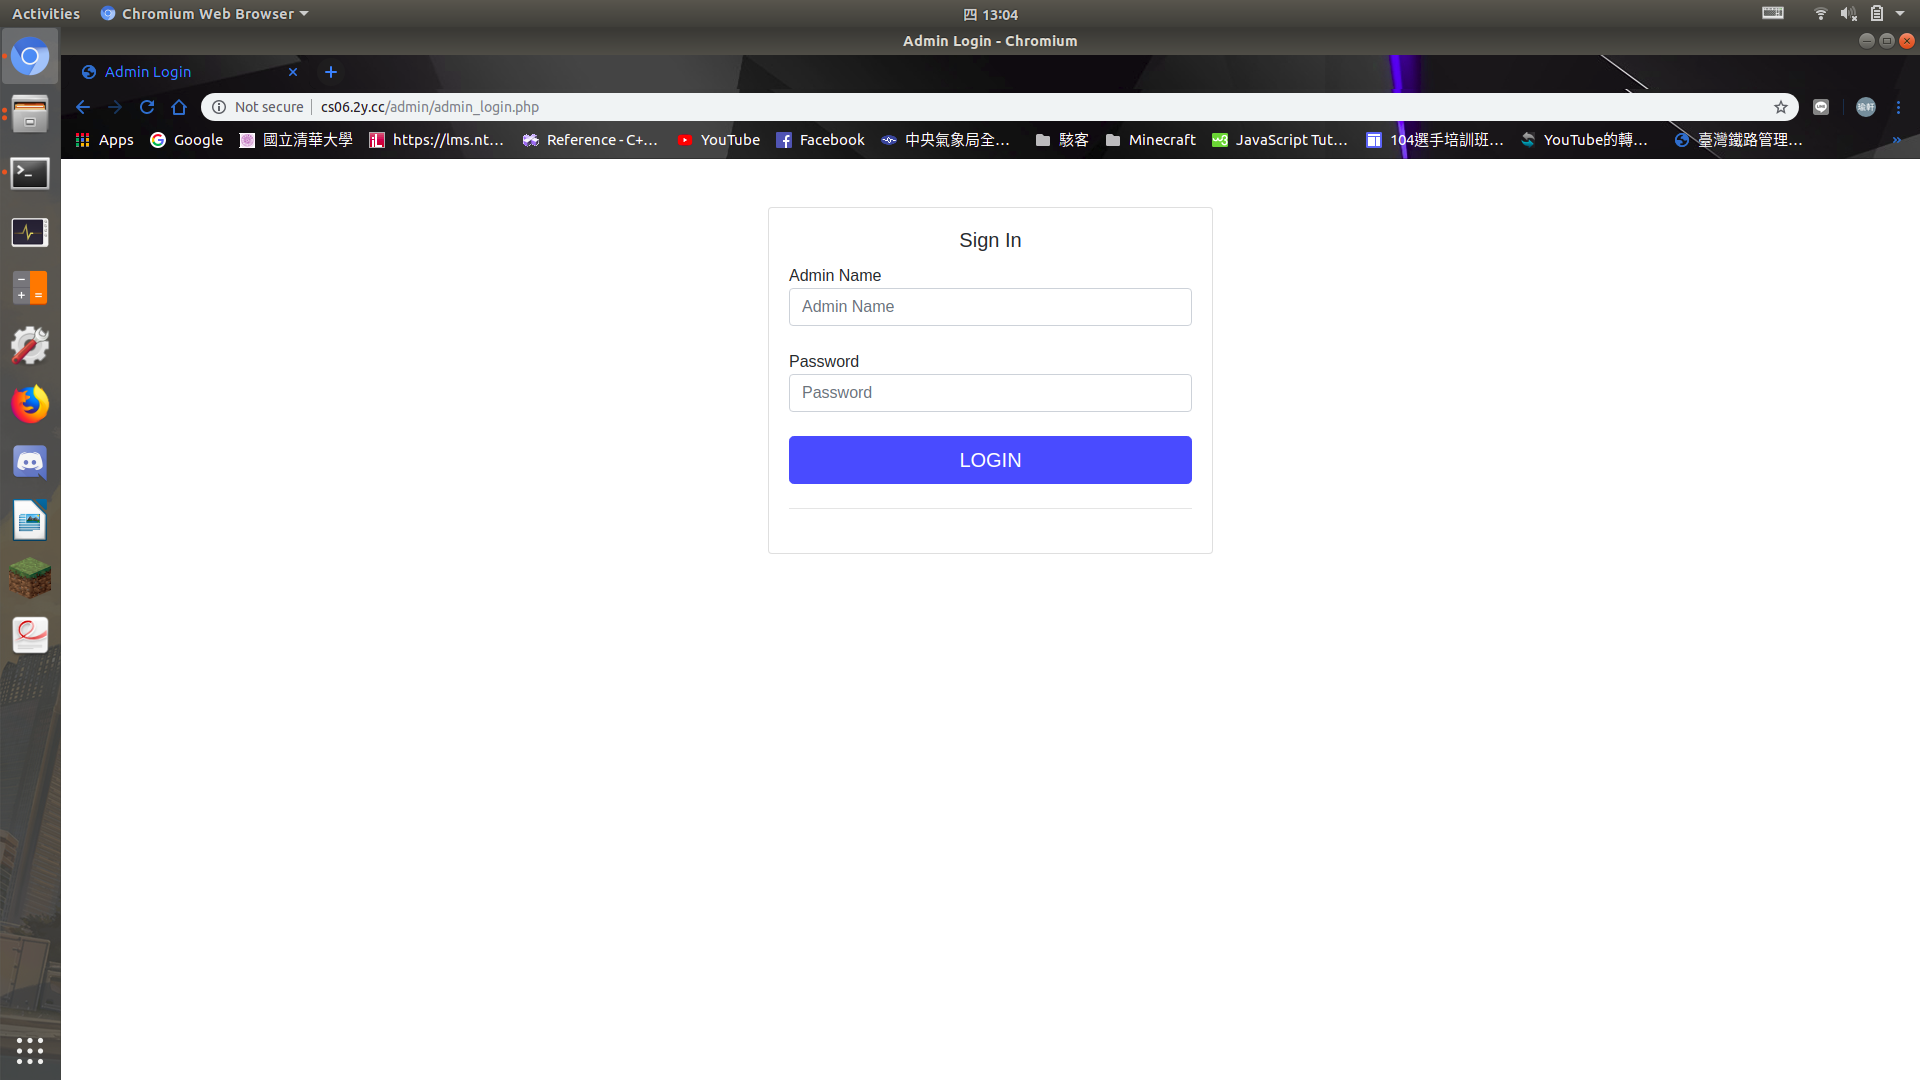 Activities Chromium Web Browser 四 13:04
Admin Login - Chromium
Admin Login
Not secure cs06.2y.cc/admin/admin_login.php 瑜軒
Apps Google 國立清華大學 https://lms.nt... Reference - C+... YouTube Facebook 中央氣象局全... 駭客 Minecraft JavaScript Tut... 104選手培訓班... YouTube的轉... 臺灣鐵路管理... »
Sign In
Admin Name
Admin Name
Password
Password
LOGIN